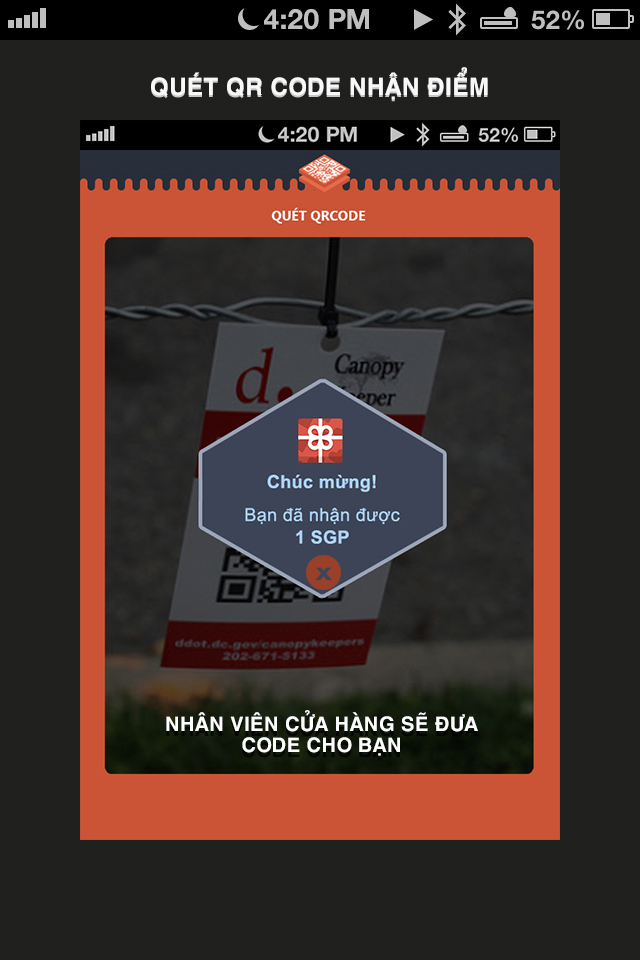 4:20 PM 52%
QUÉT QR CODE NHẬN ĐIỂM
4:20 PM 52%
QUÉT QRCODE
d.
Canopy
Chúc mừng!
Bạn đã nhận được
1 SGP
x
ddot.dc.gov/canopykeepers
202-671-5133
NHÂN VIÊN CỬA HÀNG SẼ ĐƯA
CODE CHO BẠN